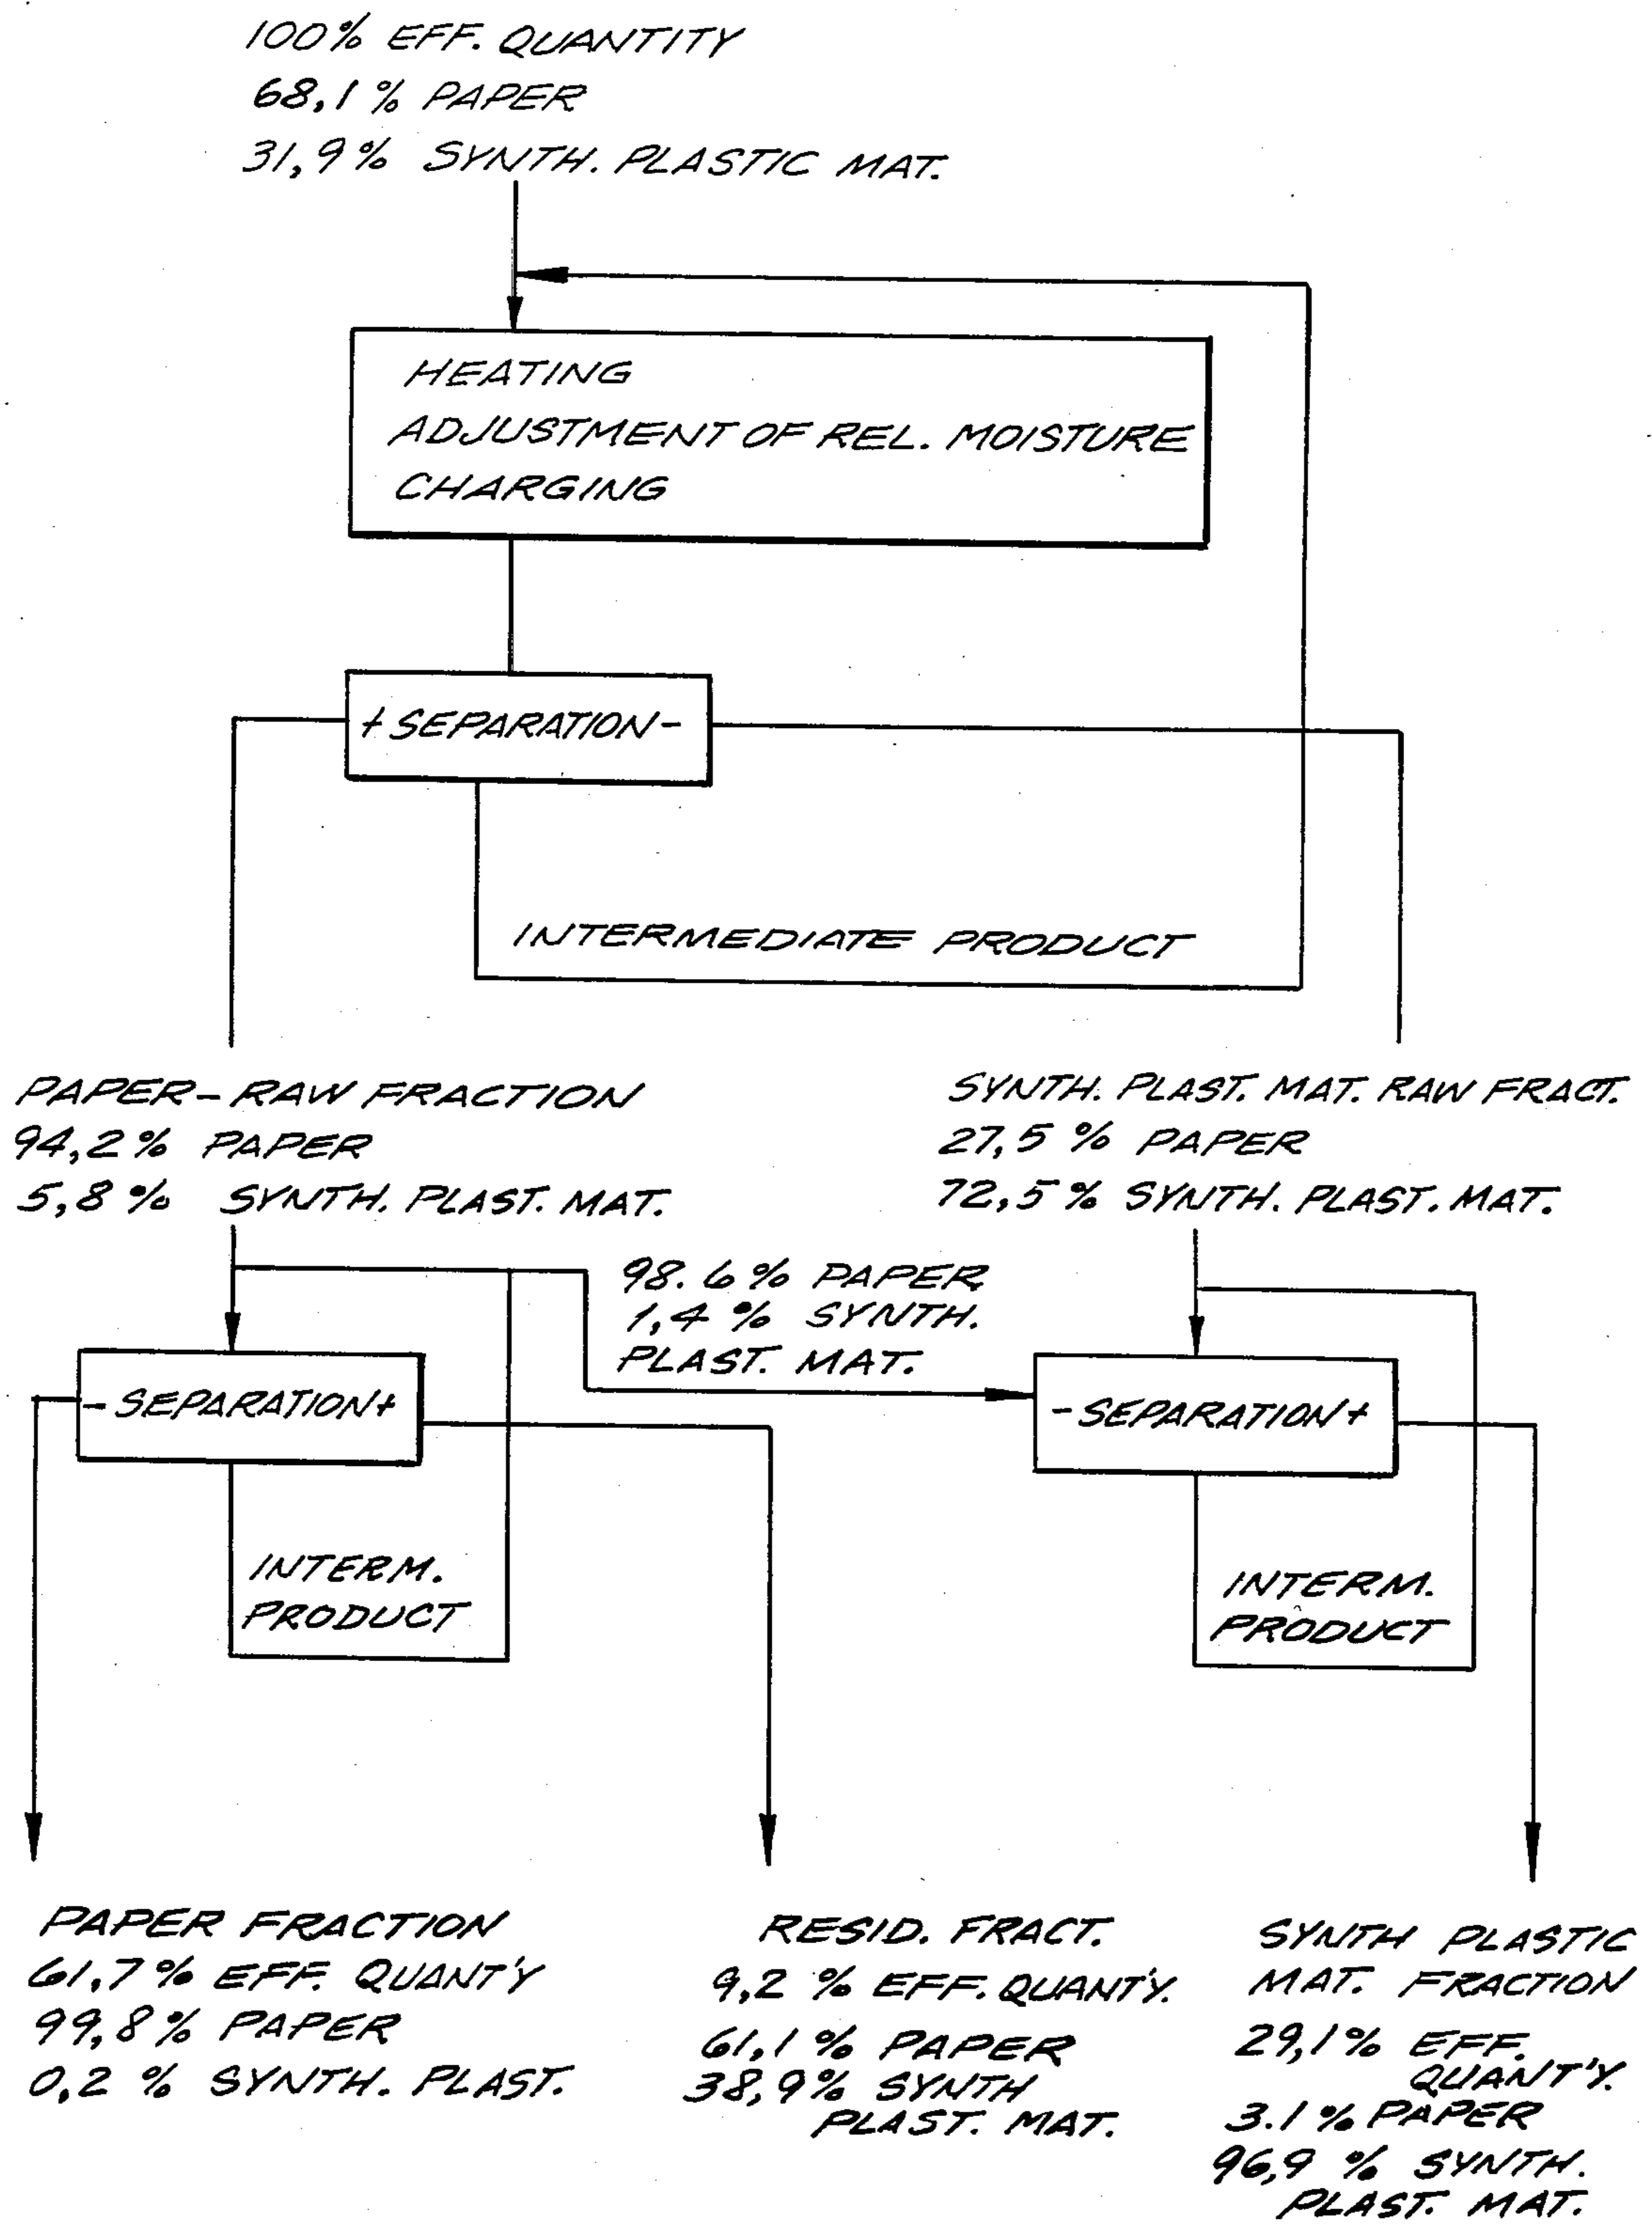 100% EFF. QUANTITY
68,1% PAPER
31,9% SYNTH. PLASTIC MAT.
HEATING
ADJUSTMENT OF REL. MOISTURE
CHARGING
+ SEPARATION -
INTERMEDIATE PRODUCT
PAPER-RAW FRACTION
94,2% PAPER
5,8% SYNTH. PLAST. MAT.
SYNTH. PLAST. MAT. RAW FRACT.
27,5% PAPER
72,5% SYNTH. PLAST. MAT.
98.6% PAPER
1,4% SYNTH.
PLAST. MAT.
- SEPARATION +
- SEPARATION +
INTERM.
PRODUCT
INTERM.
PRODUCT
PAPER FRACTION
61,7% EFF. QUANT'Y
99,8% PAPER
0,2% SYNTH. PLAST.
RESID. FRACT.
9,2% EFF. QUANT'Y.
61,1% PAPER
38,9% SYNTH
PLAST. MAT.
SYNTH PLASTIC
MAT. FRACTION
29,1% EFF.
QUANT'Y.
3.1% PAPER
96,9% SYNTH.
PLAST. MAT.